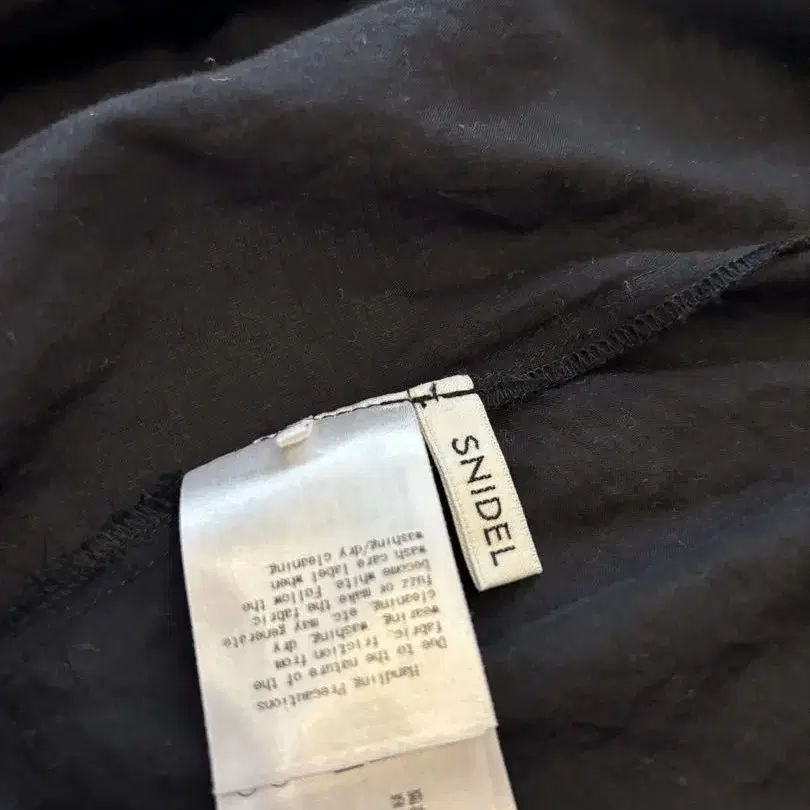 SNIDEL
Handling Precautions
Due to the nature of the
fabric, the friction from
wearing, washing, dry
cleaning, etc. may generate
fuzz or make the fabric
become white. Follow the
wash care label when
washing/dry cleaning